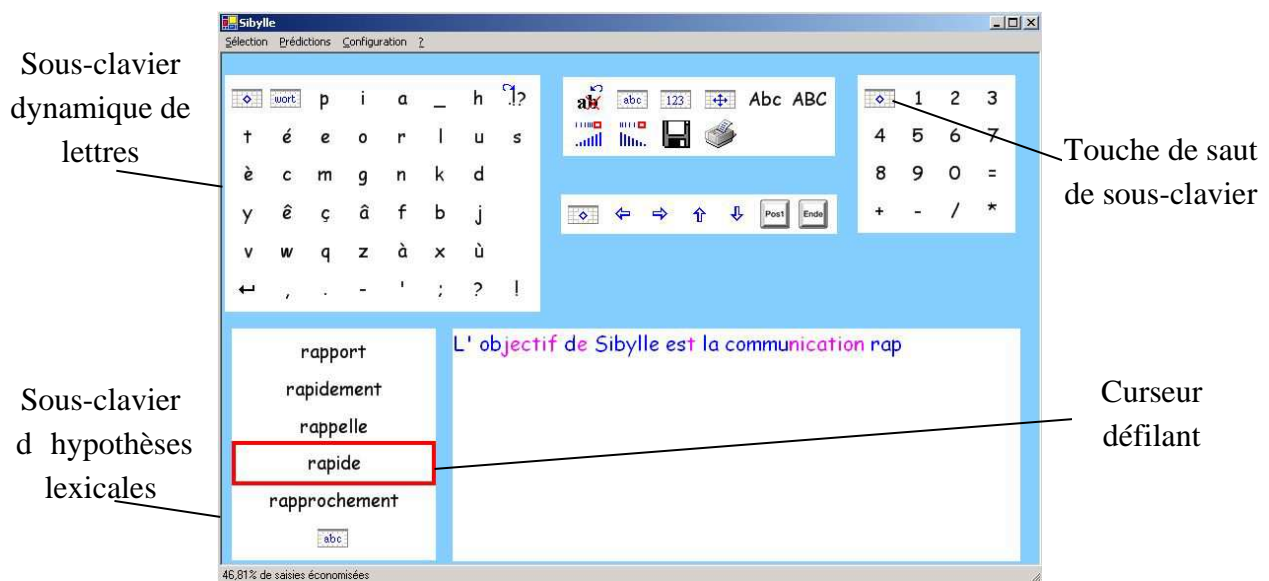 Sibylle
Sélection Prédictions Configuration ?
Sous-clavier
dynamique de
lettres
wort p i a _ h .!?
t é e o r l u s
è c m g n k d
y ê ç â f b j
v w q z à x ù
, . - ' ; ? !
ab abc 123 Abc ABC
Post Ende
1 2 3
4 5 6 7
8 9 0 =
+ - / *
Touche de saut
de sous-clavier
rapport
rapidement
rappelle
rapide
rapprochement
abc
L' objectif de Sibylle est la communication rap
Sous-clavier
d hypothèses
lexicales
Curseur
défilant
46,81% de saisies économisées